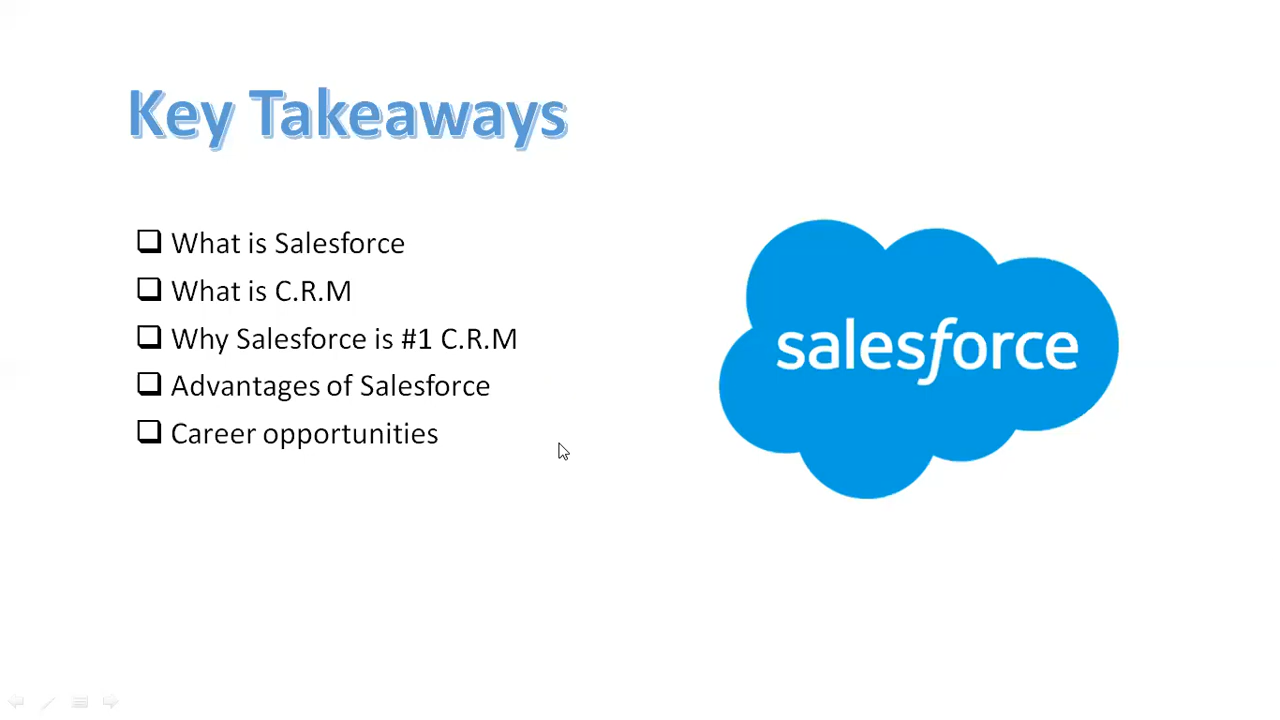 Key Takeaways
What is Salesforce
What is C.R.M
Why Salesforce is #1 C.R.M
Advantages of Salesforce
Career opportunities
salesforce